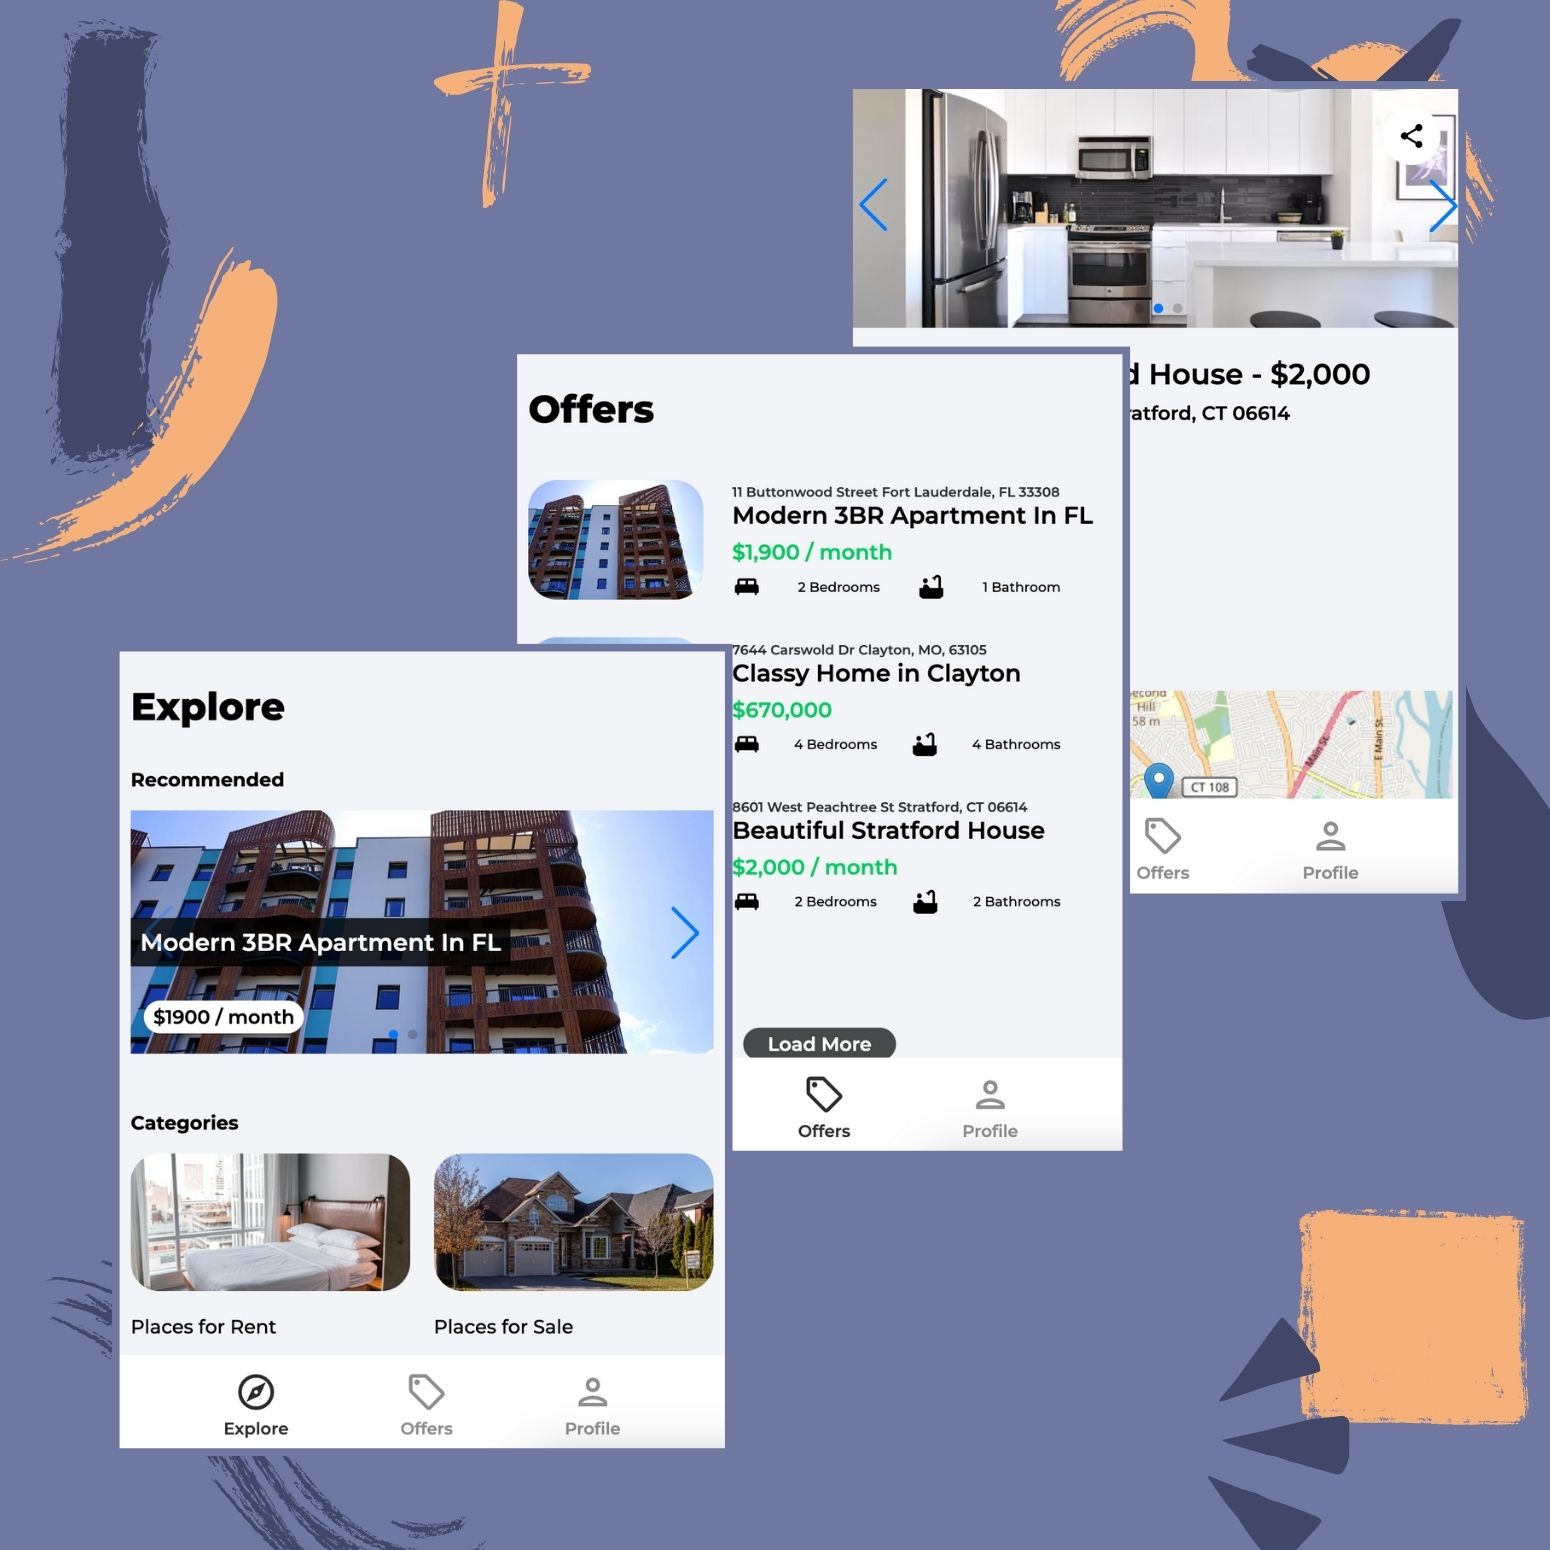 d House - $2,000
ratford, CT 06614
econd
Hill
58 m
Main St
E Main St
CT 108
Offers
Profile
Offers
11 Buttonwood Street Fort Lauderdale, FL 33308
Modern 3BR Apartment In FL
$1,900 / month
2 Bedrooms
1 Bathroom
7644 Carswold Dr Clayton, MO, 63105
Classy Home in Clayton
$670,000
4 Bedrooms
4 Bathrooms
8601 West Peachtree St Stratford, CT 06614
Beautiful Stratford House
$2,000 / month
2 Bedrooms
2 Bathrooms
Load More
Offers
Profile
Explore
Recommended
Modern 3BR Apartment In FL
$1900 / month
Categories
Places for Rent
Places for Sale
Explore
Offers
Profile